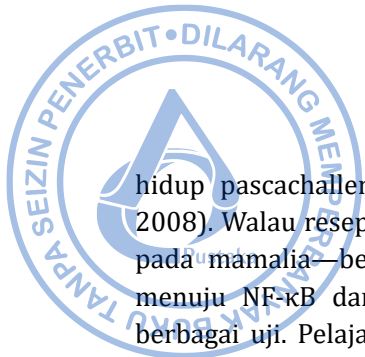 DILARANG MEMPERBANYAK BUKU TANPA SEIZIN PENERBIT •
hidup pascachallen
2008). Walau resep
pada mamalia—be
menuju NF-κB dan
berbagai uji. Pelaja